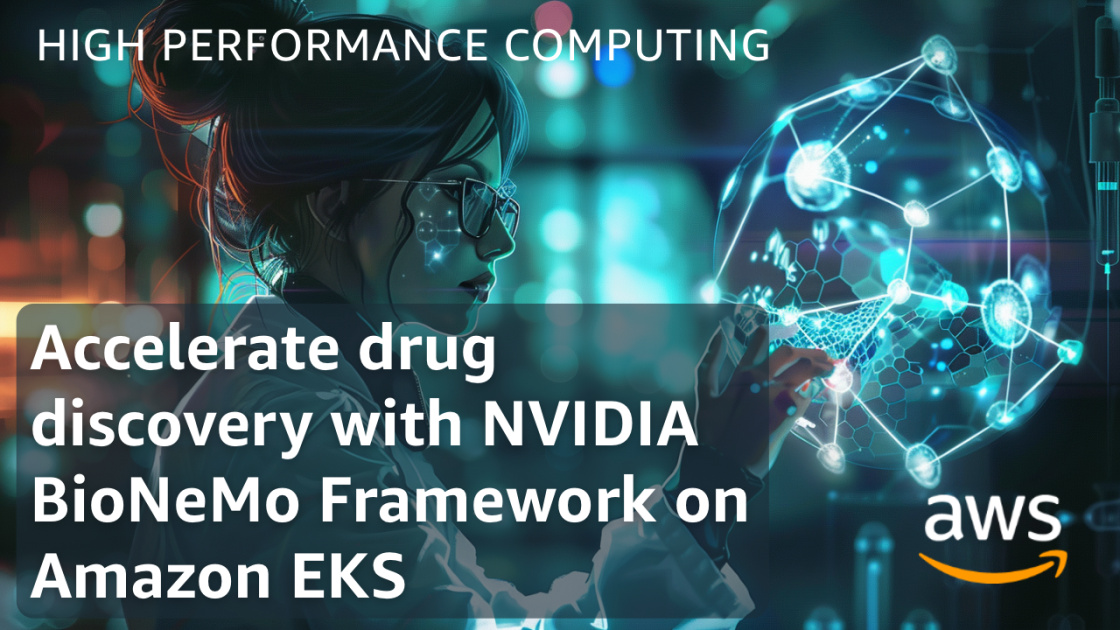 HIGH PERFORMANCE COMPUTING
Accelerate drug
discovery with NVIDIA
BioNeMo Framework on
Amazon EKS
aws